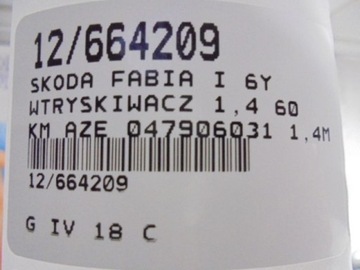 12/664209
SKODA FABIA I 6Y
WTRYSKIWACZ 1,4 60
KM AZE 047906031 1,4M
12/664209
G IV 18 C